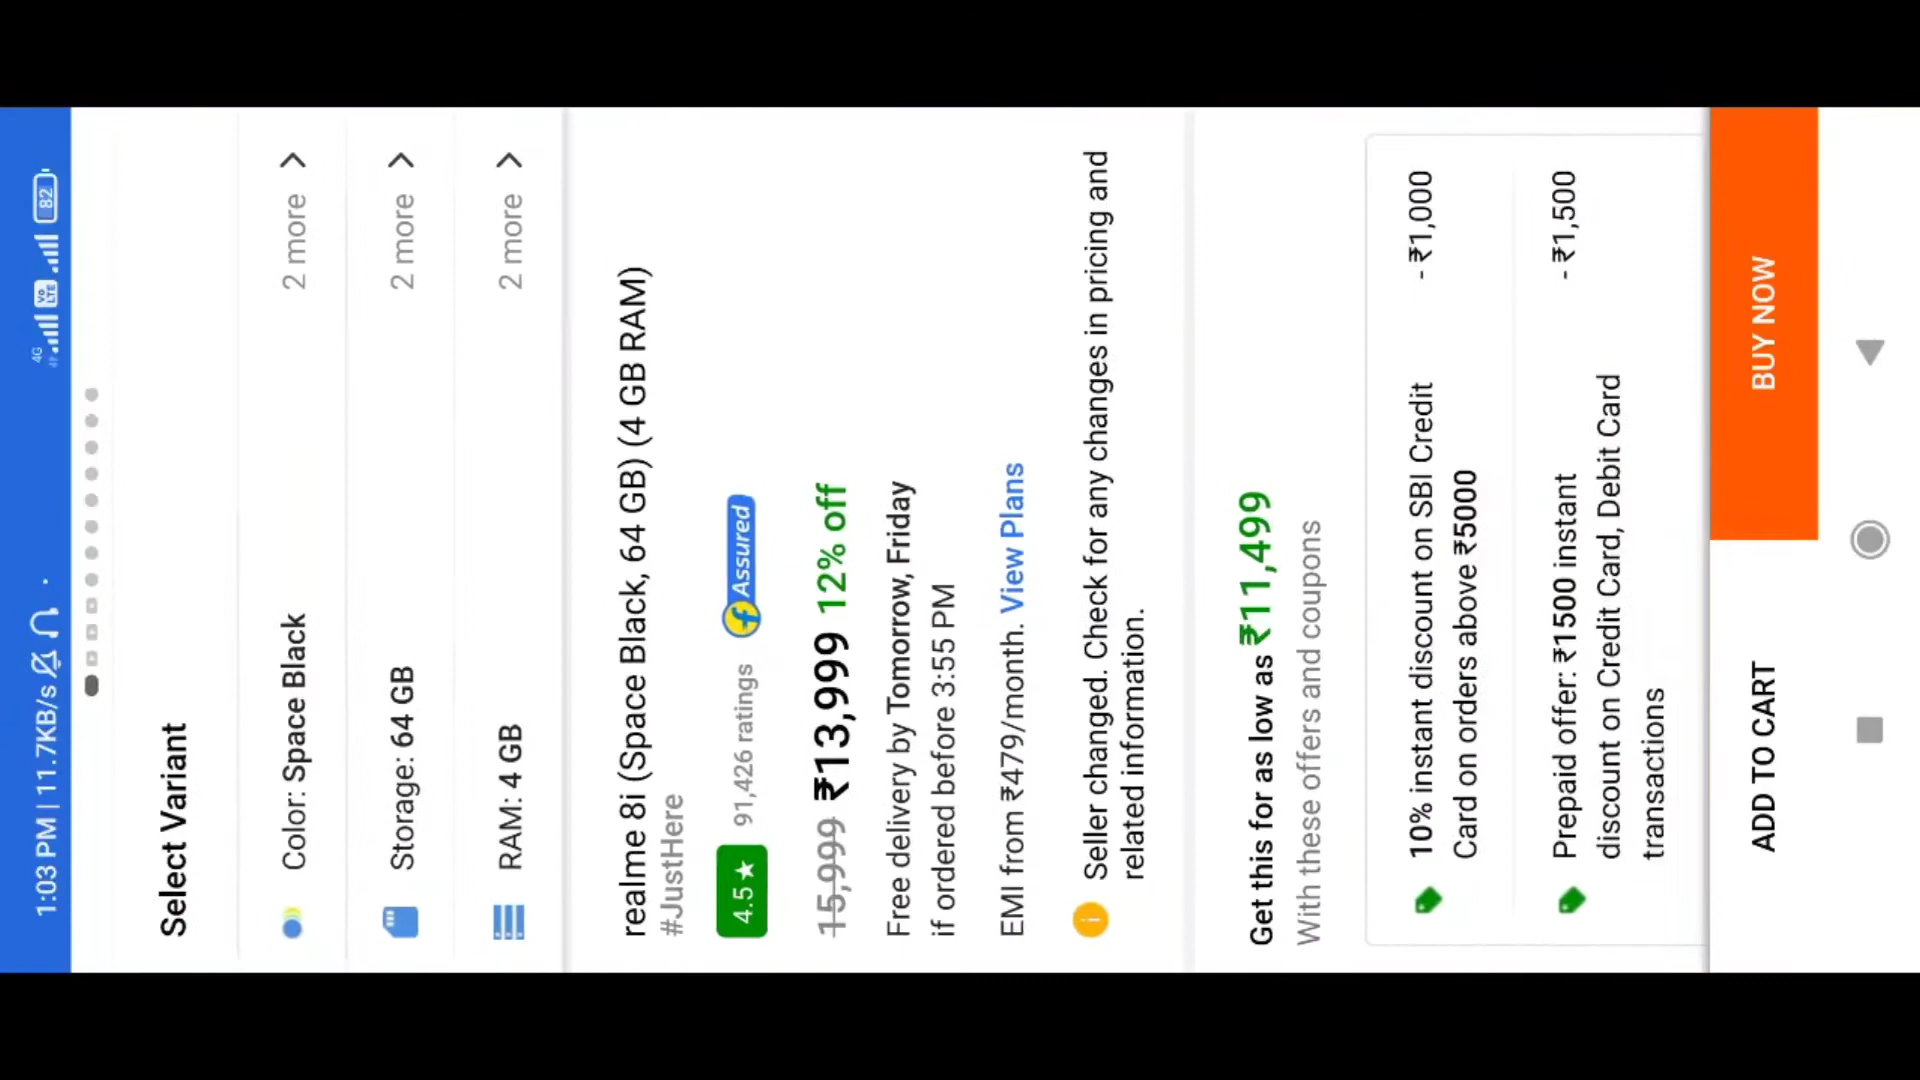 1:03 PM | 11.7KB/s
4G
4G
Vo LTE
82
Select Variant
Color: Space Black 2 more
Storage: 64 GB 2 more
RAM: 4 GB 2 more
realme 8i (Space Black, 64 GB) (4 GB RAM)
#JustHere
4.5★ 91,426 ratings Assured
15,999 ₹13,999 12% off
Free delivery by Tomorrow, Friday
if ordered before 3:55 PM
EMI from ₹479/month. View Plans
Seller changed. Check for any changes in pricing and
related information.
Get this for as low as ₹11,499
With these offers and coupons
10% instant discount on SBI Credit - ₹1,000
Card on orders above ₹5000
Prepaid offer: ₹1500 instant - ₹1,500
discount on Credit Card, Debit Card
transactions
ADD TO CART BUY NOW